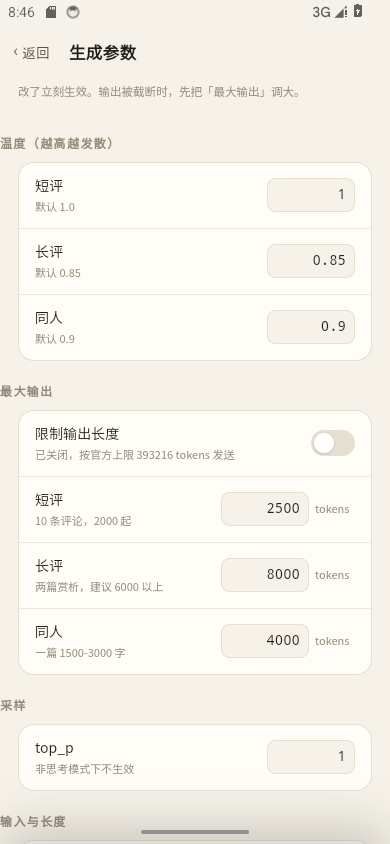 8:46
3G
‹ 返回
生成参数
改了立刻生效。输出被截断时，先把「最大输出」调大。
温度（越高越发散）
短评
默认 1.0
1
长评
默认 0.85
0.85
同人
默认 0.9
0.9
最大输出
限制输出长度
已关闭，按官方上限 393216 tokens 发送
短评
10 条评论，2000 起
2500 tokens
长评
两篇赏析，建议 6000 以上
8000 tokens
同人
一篇 1500-3000 字
4000 tokens
采样
top_p
非思考模式下不生效
1
输入与长度